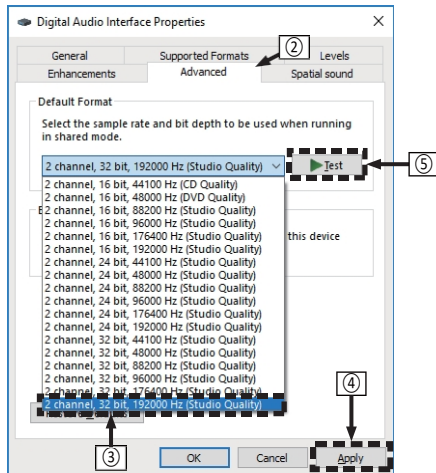 Digital Audio Interface Properties
②
General Supported Formats Levels
Enhancements Advanced Spatial sound
Default Format
Select the sample rate and bit depth to be used when running
in shared mode.
2 channel, 32 bit, 192000 Hz (Studio Quality) Test
⑤
2 channel, 16 bit, 44100 Hz (CD Quality)
2 channel, 16 bit, 48000 Hz (DVD Quality)
2 channel, 16 bit, 88200 Hz (Studio Quality)
2 channel, 16 bit, 96000 Hz (Studio Quality)
2 channel, 16 bit, 176400 Hz (Studio Quality) this device
2 channel, 16 bit, 192000 Hz (Studio Quality)
2 channel, 24 bit, 44100 Hz (Studio Quality)
2 channel, 24 bit, 48000 Hz (Studio Quality)
2 channel, 24 bit, 88200 Hz (Studio Quality)
2 channel, 24 bit, 96000 Hz (Studio Quality)
2 channel, 24 bit, 176400 Hz (Studio Quality)
2 channel, 24 bit, 192000 Hz (Studio Quality)
2 channel, 32 bit, 44100 Hz (Studio Quality)
2 channel, 32 bit, 48000 Hz (Studio Quality)
2 channel, 32 bit, 88200 Hz (Studio Quality)
2 channel, 32 bit, 96000 Hz (Studio Quality)
2 channel, 32 bit, 176400 Hz (Studio Quality)
2 channel, 32 bit, 192000 Hz (Studio Quality)
④
③
OK Cancel Apply